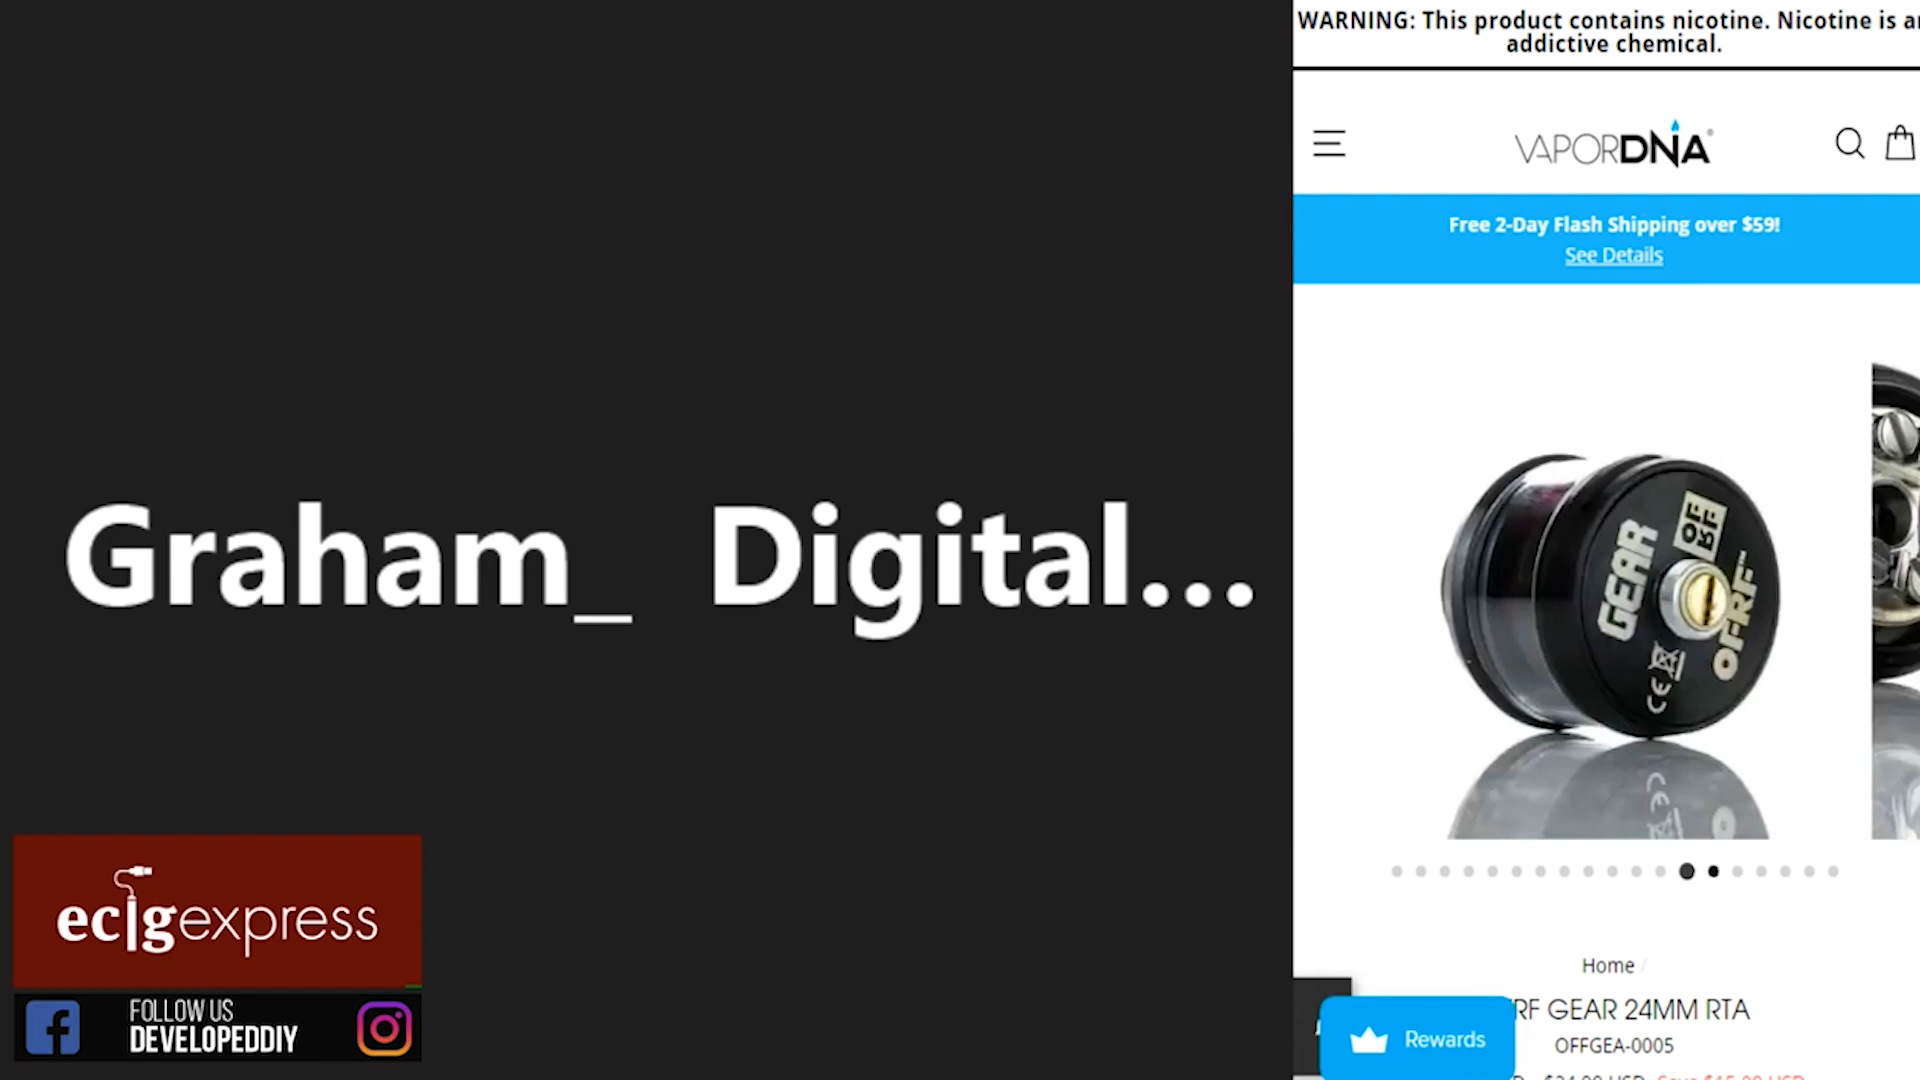 Graham_ Digital...
ecigexpress
FOLLOW US
DEVELOPEDDIY
WARNING: This product contains nicotine. Nicotine is a
addictive chemical.
VAPORDNA
Free 2-Day Flash Shipping over $59!
See Details
GEAR
OFRF
OFRF™
CE
Home /
RF GEAR 24MM RTA
OFFGEA-0005
Rewards